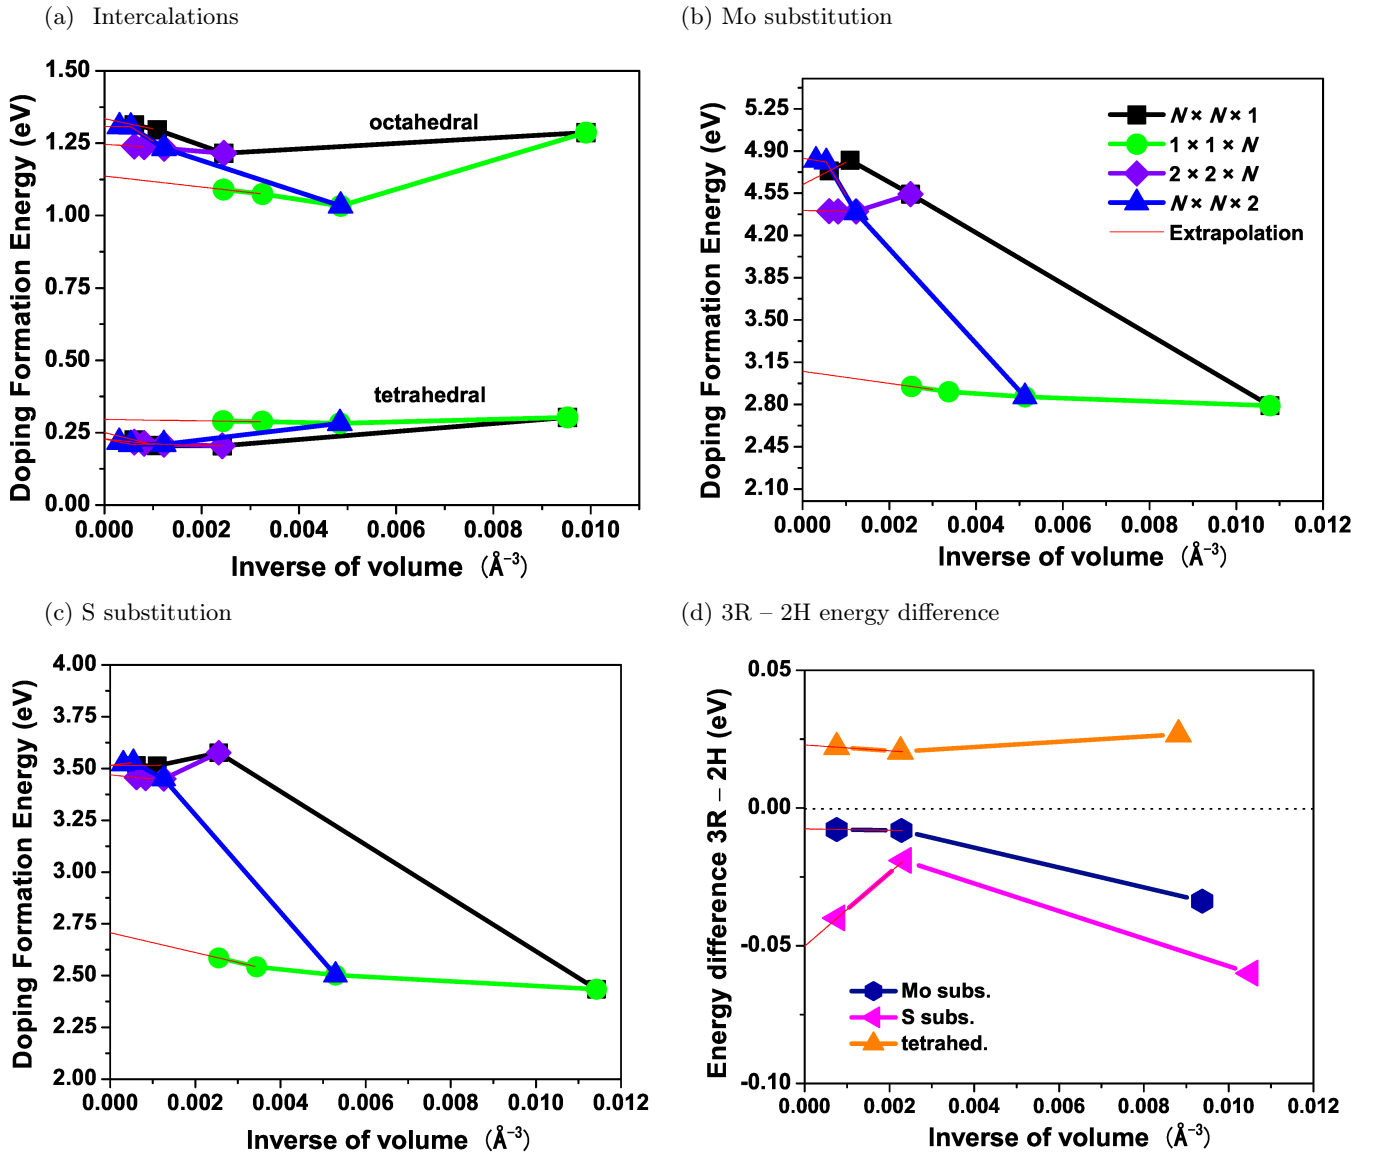 (a) Intercalations
1.50
1.25
1.00
0.75
0.50
0.25
0.00
Doping Formation Energy (eV)
octahedral
tetrahedral
0.000 0.002 0.004 0.006 0.008 0.010
Inverse of volume (Å⁻³)
(b) Mo substitution
5.25
4.90
4.55
4.20
3.85
3.50
3.15
2.80
2.45
2.10
Doping Formation Energy (eV)
N × N × 1
1 × 1 × N
2 × 2 × N
N × N × 2
Extrapolation
0.000 0.002 0.004 0.006 0.008 0.010 0.012
Inverse of volume (Å⁻³)
(c) S substitution
4.00
3.75
3.50
3.25
3.00
2.75
2.50
2.25
2.00
Doping Formation Energy (eV)
0.000 0.002 0.004 0.006 0.008 0.010 0.012
Inverse of volume (Å⁻³)
(d) 3R – 2H energy difference
0.05
0.00
-0.05
-0.10
Energy difference 3R – 2H (eV)
Mo subs.
S subs.
tetrahed.
0.000 0.002 0.004 0.006 0.008 0.010 0.012
Inverse of volume (Å⁻³)